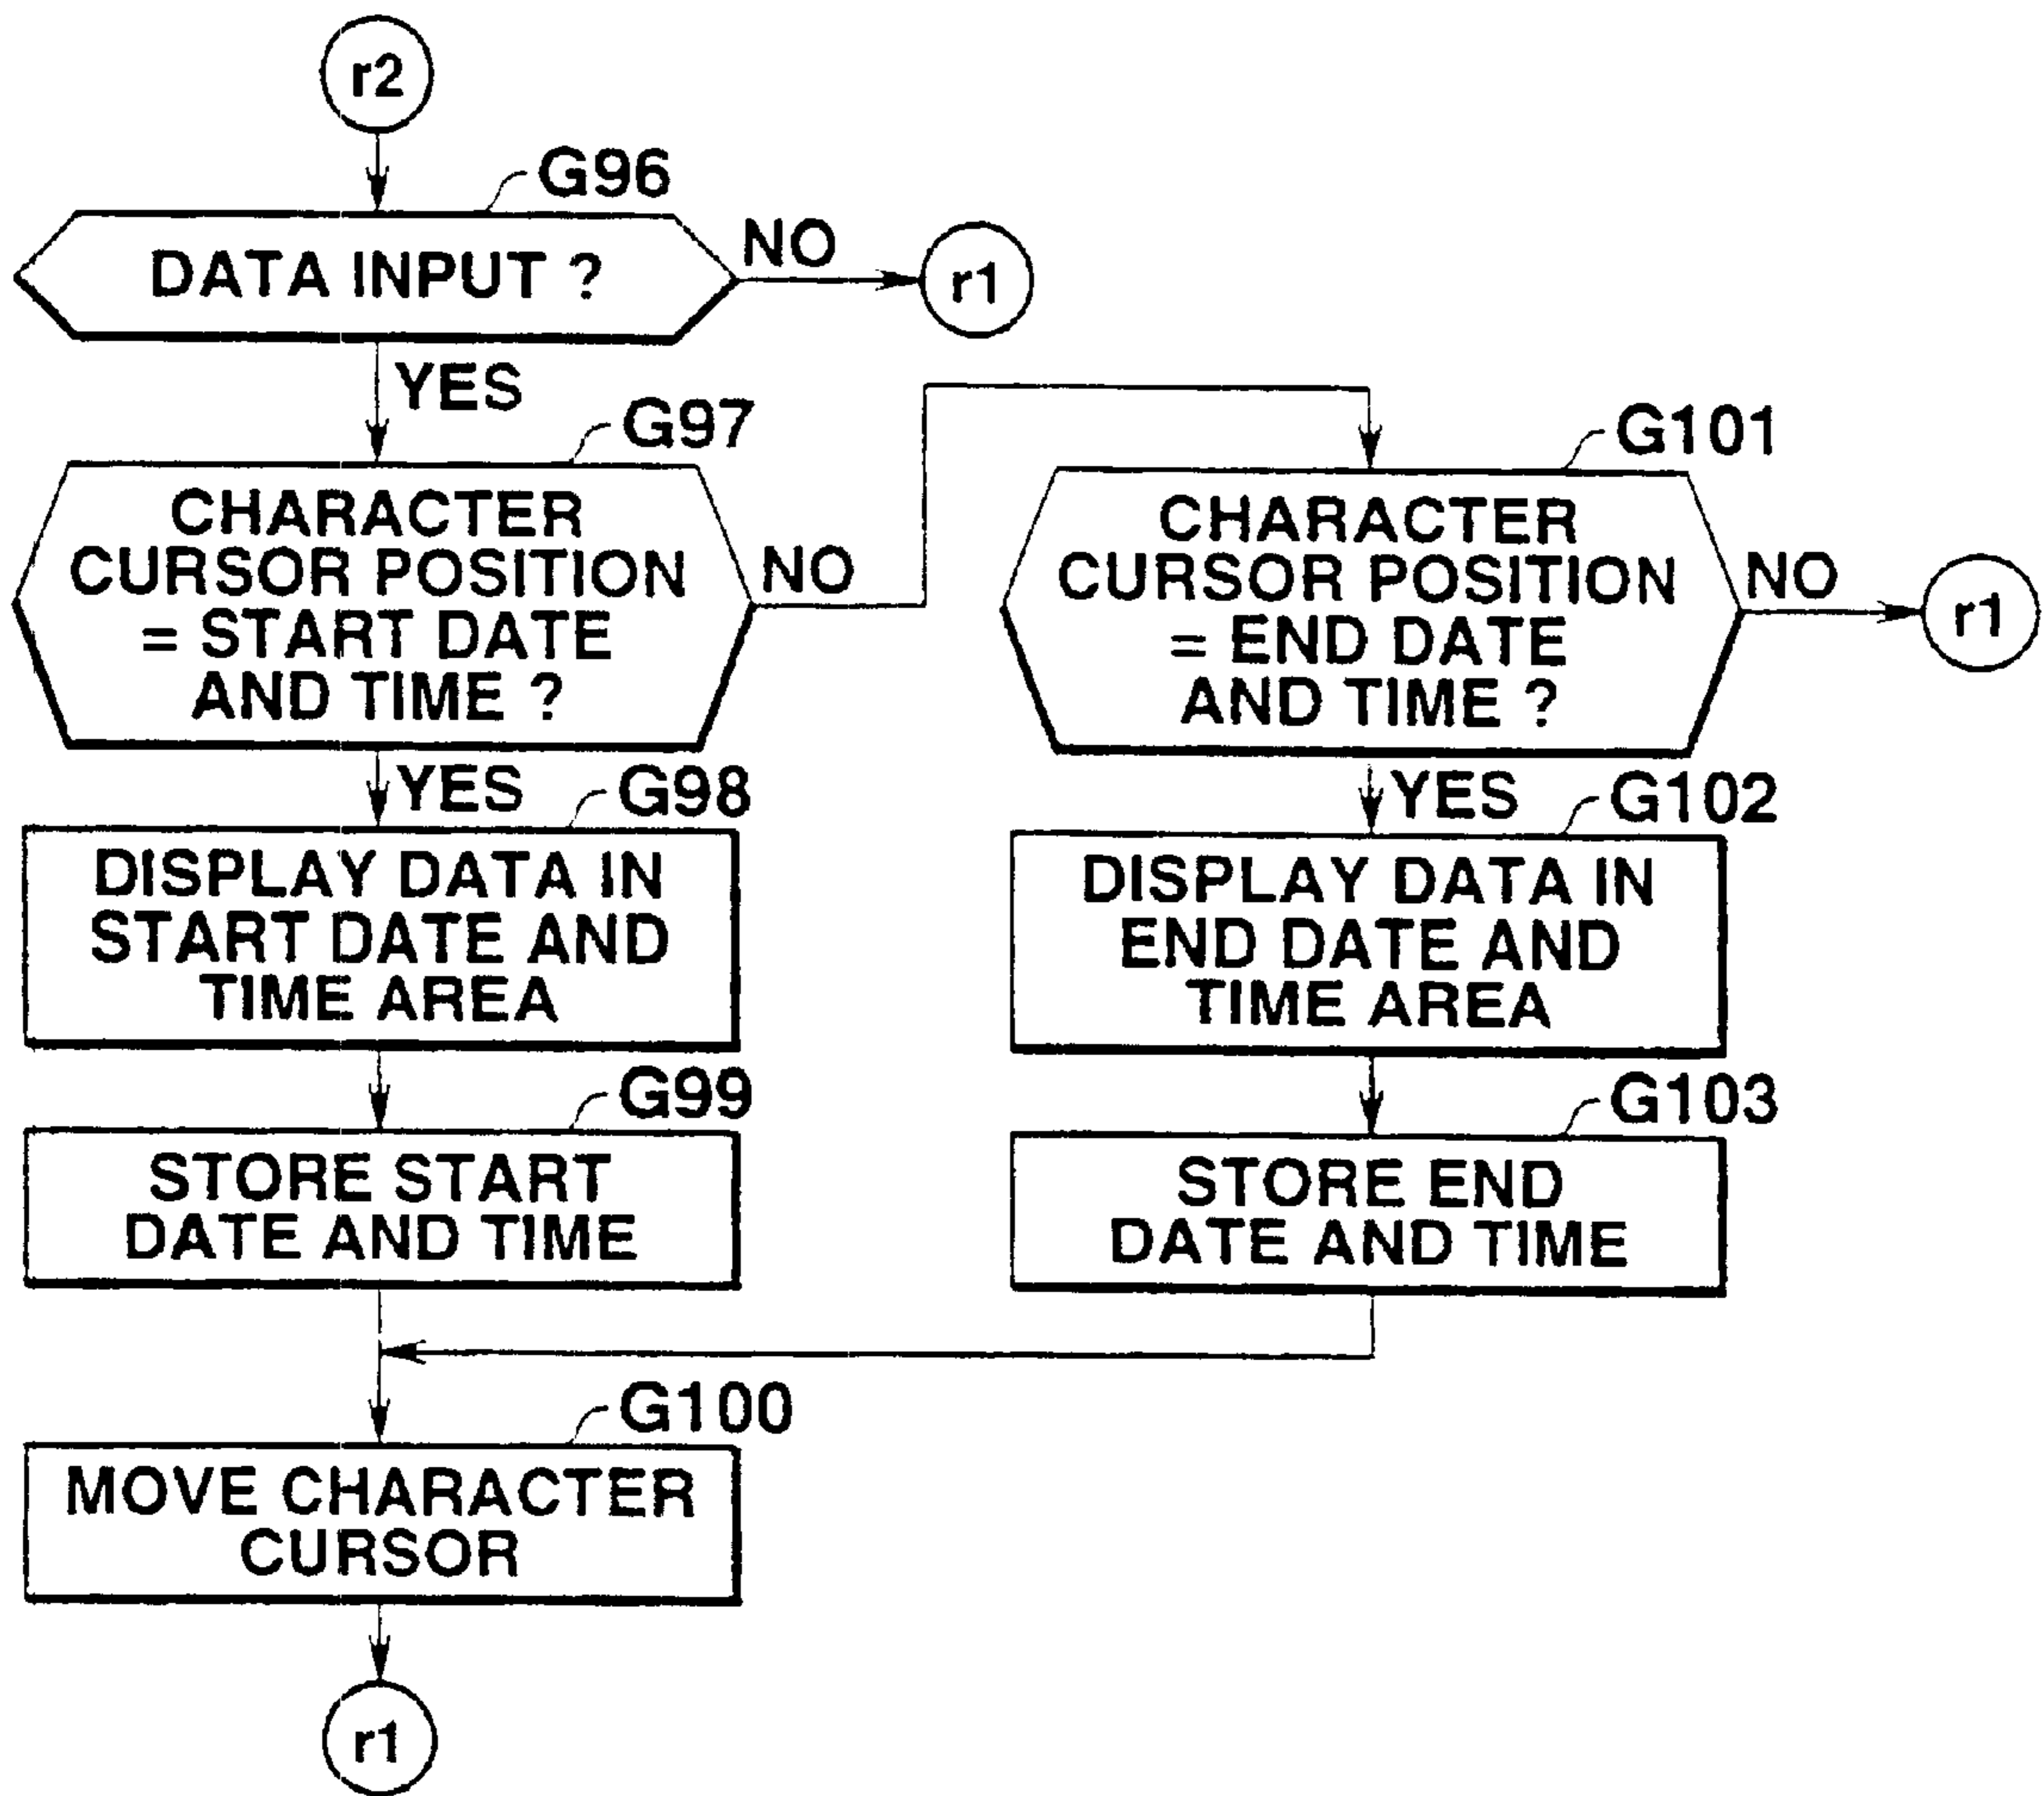 r2
G96
DATA INPUT ?
NO
r1
YES
G97
CHARACTER
CURSOR POSITION
= START DATE
AND TIME ?
NO
G101
CHARACTER
CURSOR POSITION
= END DATE
AND TIME ?
NO
r1
YES
G98
DISPLAY DATA IN
START DATE AND
TIME AREA
YES
G102
DISPLAY DATA IN
END DATE AND
TIME AREA
G99
STORE START
DATE AND TIME
G103
STORE END
DATE AND TIME
G100
MOVE CHARACTER
CURSOR
r1